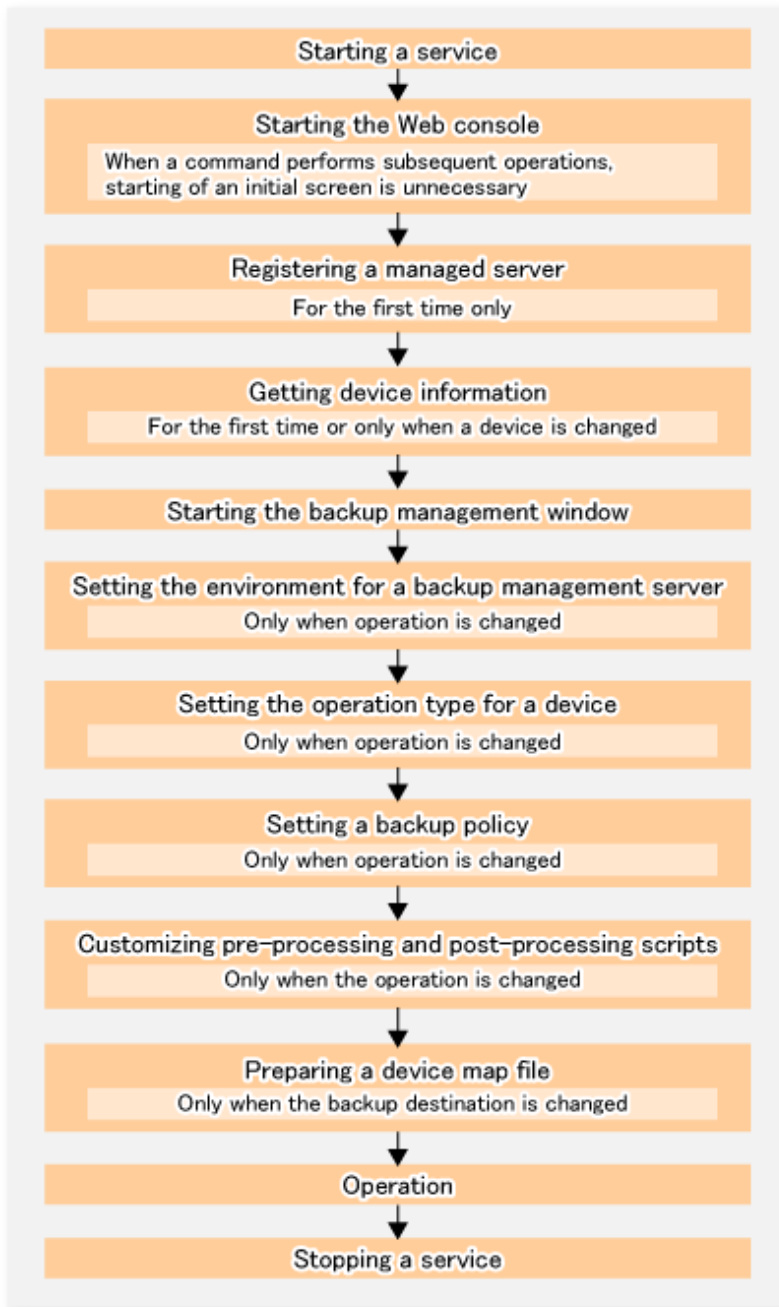 Starting a service
Starting the Web console
When a command performs subsequent operations,
starting of an initial screen is unnecessary
Registering a managed server
For the first time only
Getting device information
For the first time or only when a device is changed
Starting the backup management window
Setting the environment for a backup management server
Only when operation is changed
Setting the operation type for a device
Only when operation is changed
Setting a backup policy
Only when operation is changed
Customizing pre-processing and post-processing scripts
Only when the operation is changed
Preparing a device map file
Only when the backup destination is changed
Operation
Stopping a service